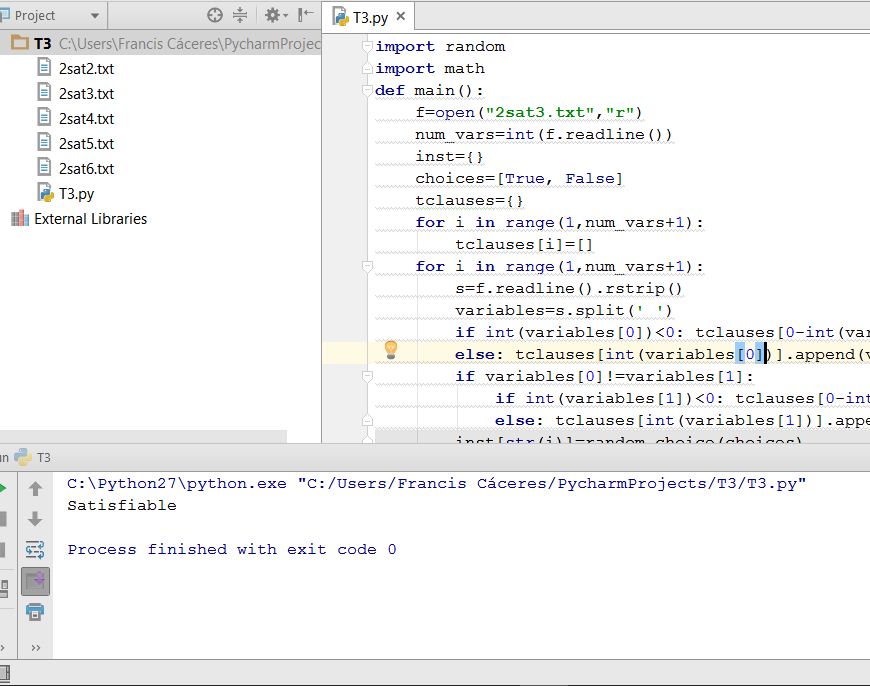 Project
T3 C:\Users\Francis Cáceres\PycharmProjec
2sat2.txt
2sat3.txt
2sat4.txt
2sat5.txt
2sat6.txt
T3.py
External Libraries
T3.py
import random
import math
def main():
    f=open("2sat3.txt","r")
    num_vars=int(f.readline())
    inst={}
    choices=[True, False]
    tclauses={}
    for i in range(1,num_vars+1):
        tclauses[i]=[]
    for i in range(1,num_vars+1):
        s=f.readline().rstrip()
        variables=s.split(' ')
        if int(variables[0])<0: tclauses[0-int(var
        else: tclauses[int(variables[0])].append(v
        if variables[0]!=variables[1]:
            if int(variables[1])<0: tclauses[0-int
            else: tclauses[int(variables[1])].appe
        inst[str(i)]=random.choice(choices)
n T3
C:\Python27\python.exe "C:/Users/Francis Cáceres/PycharmProjects/T3/T3.py"
Satisfiable
Process finished with exit code 0